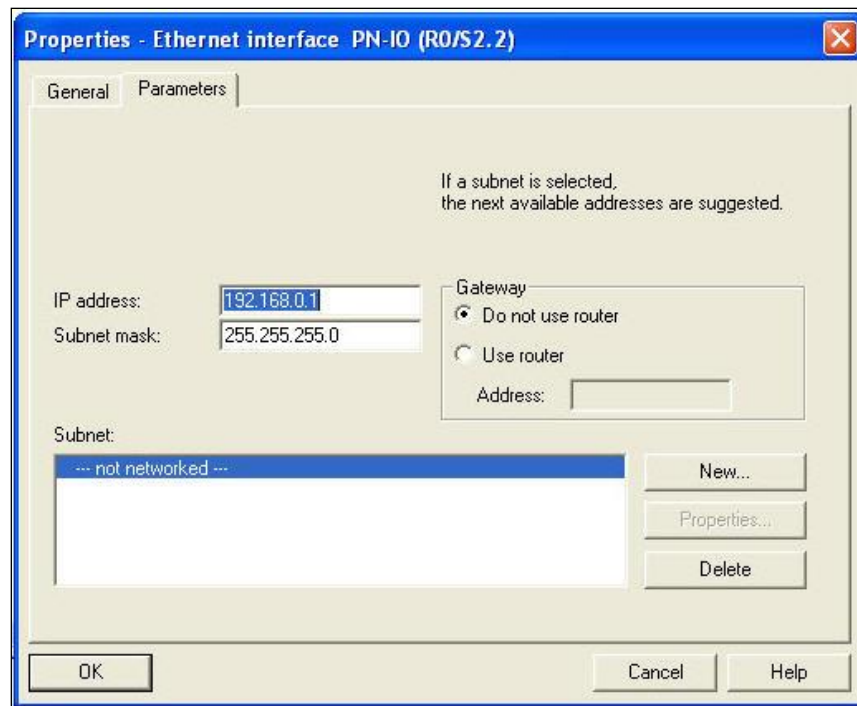 Properties - Ethernet interface PN-IO (R0/S2.2)
General
Parameters
If a subnet is selected,
the next available addresses are suggested.
IP address:
192.168.0.1
Subnet mask:
255.255.255.0
Gateway
Do not use router
Use router
Address:
Subnet:
--- not networked ---
New...
Properties...
Delete
OK
Cancel
Help